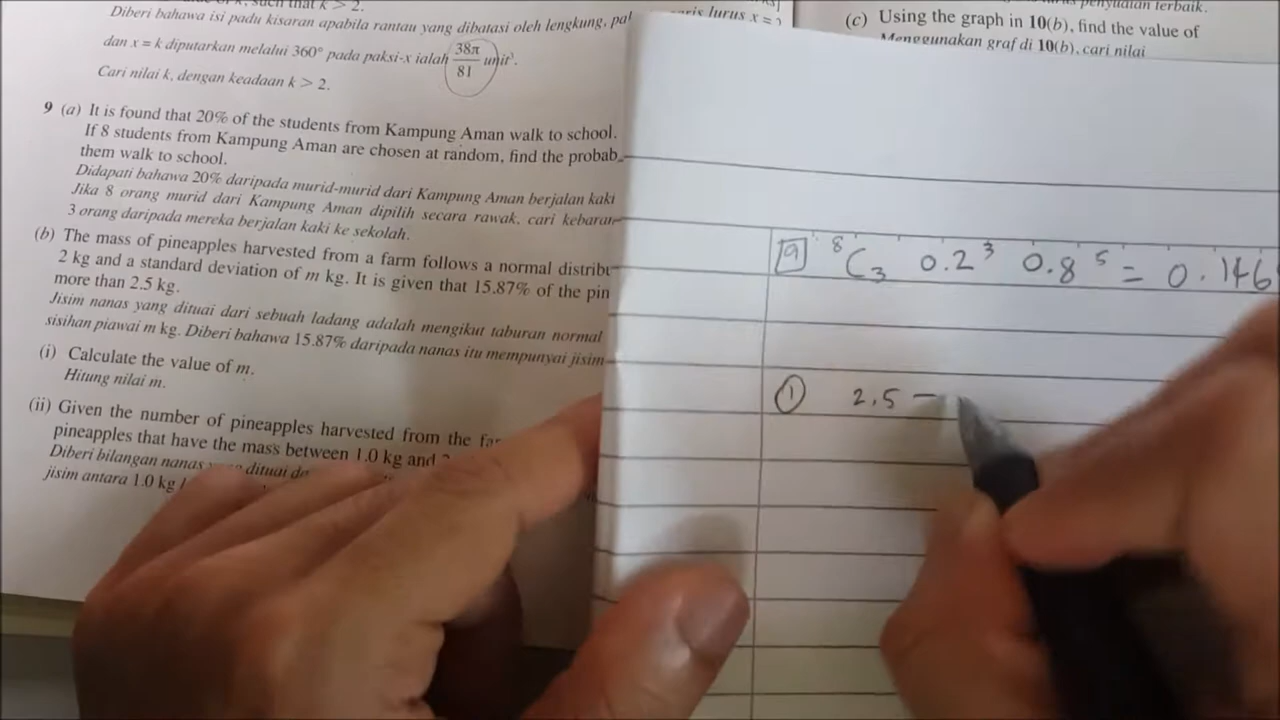 such that k > 2.
Diberi bahawa isi padu kisaran apabila rantau yang dibatasi oleh lengkung,
garis lurus x =
dan x = k diputarkan melalui 360° pada paksi-x ialah 38π/81 unit³.
Cari nilai k, dengan keadaan k > 2.
9 (a) It is found that 20% of the students from Kampung Aman walk to school.
If 8 students from Kampung Aman are chosen at random, find the
them walk to school.
Didapati bahawa 20% daripada murid-murid dari Kampung Aman berjalan kaki
Jika 8 orang murid dari Kampung Aman dipilih secara rawak, cari
3 orang daripada mereka berjalan kaki ke sekolah.
(b) The mass of pineapples harvested from a farm follows a normal
2 kg and a standard deviation of m kg. It is given that 15.87% of the
more than 2.5 kg.
Jisim nanas yang dituai dari sebuah ladang adalah mengikut taburan normal
sisihan piawai m kg. Diberi bahawa 15.87% daripada nanas itu mempunyai jisim
(i) Calculate the value of m.
Hitung nilai m.
(ii) Given the number of pineapples harvested from the
pineapples that have the mass between 1.0 kg and
Diberi bilangan nanas dituai
jisim antara 1.0 kg
penyuaian terbaik.
(c) Using the graph in 10(b), find the value of
Menggunakan graf di 10(b), cari nilai
9 ⁸C₃ 0.2³ 0.8⁵ = 0.146
① 2.5 –